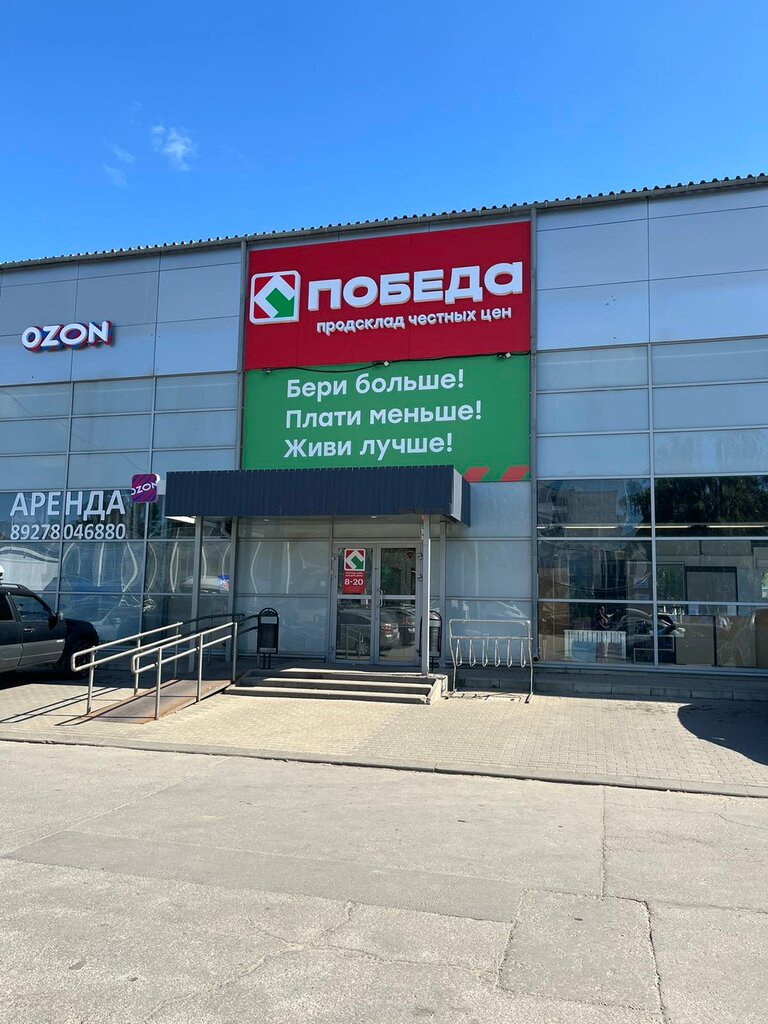 ПОБЕДА
продсклад честных цен
OZON
Бери больше!
Плати меньше!
Живи лучше!
АРЕНДА
89278046880
OZON
8-20